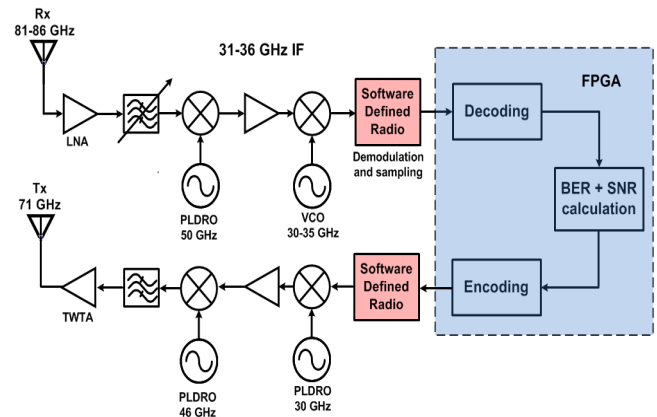 Rx
81-86 GHz
31-36 GHz IF
LNA
PLDRO
50 GHz
VCO
30-35 GHz
Software
Defined
Radio
Demodulation
and sampling
FPGA
Decoding
BER + SNR
calculation
Encoding
Software
Defined
Radio
Tx
71 GHz
TWTA
PLDRO
46 GHz
PLDRO
30 GHz